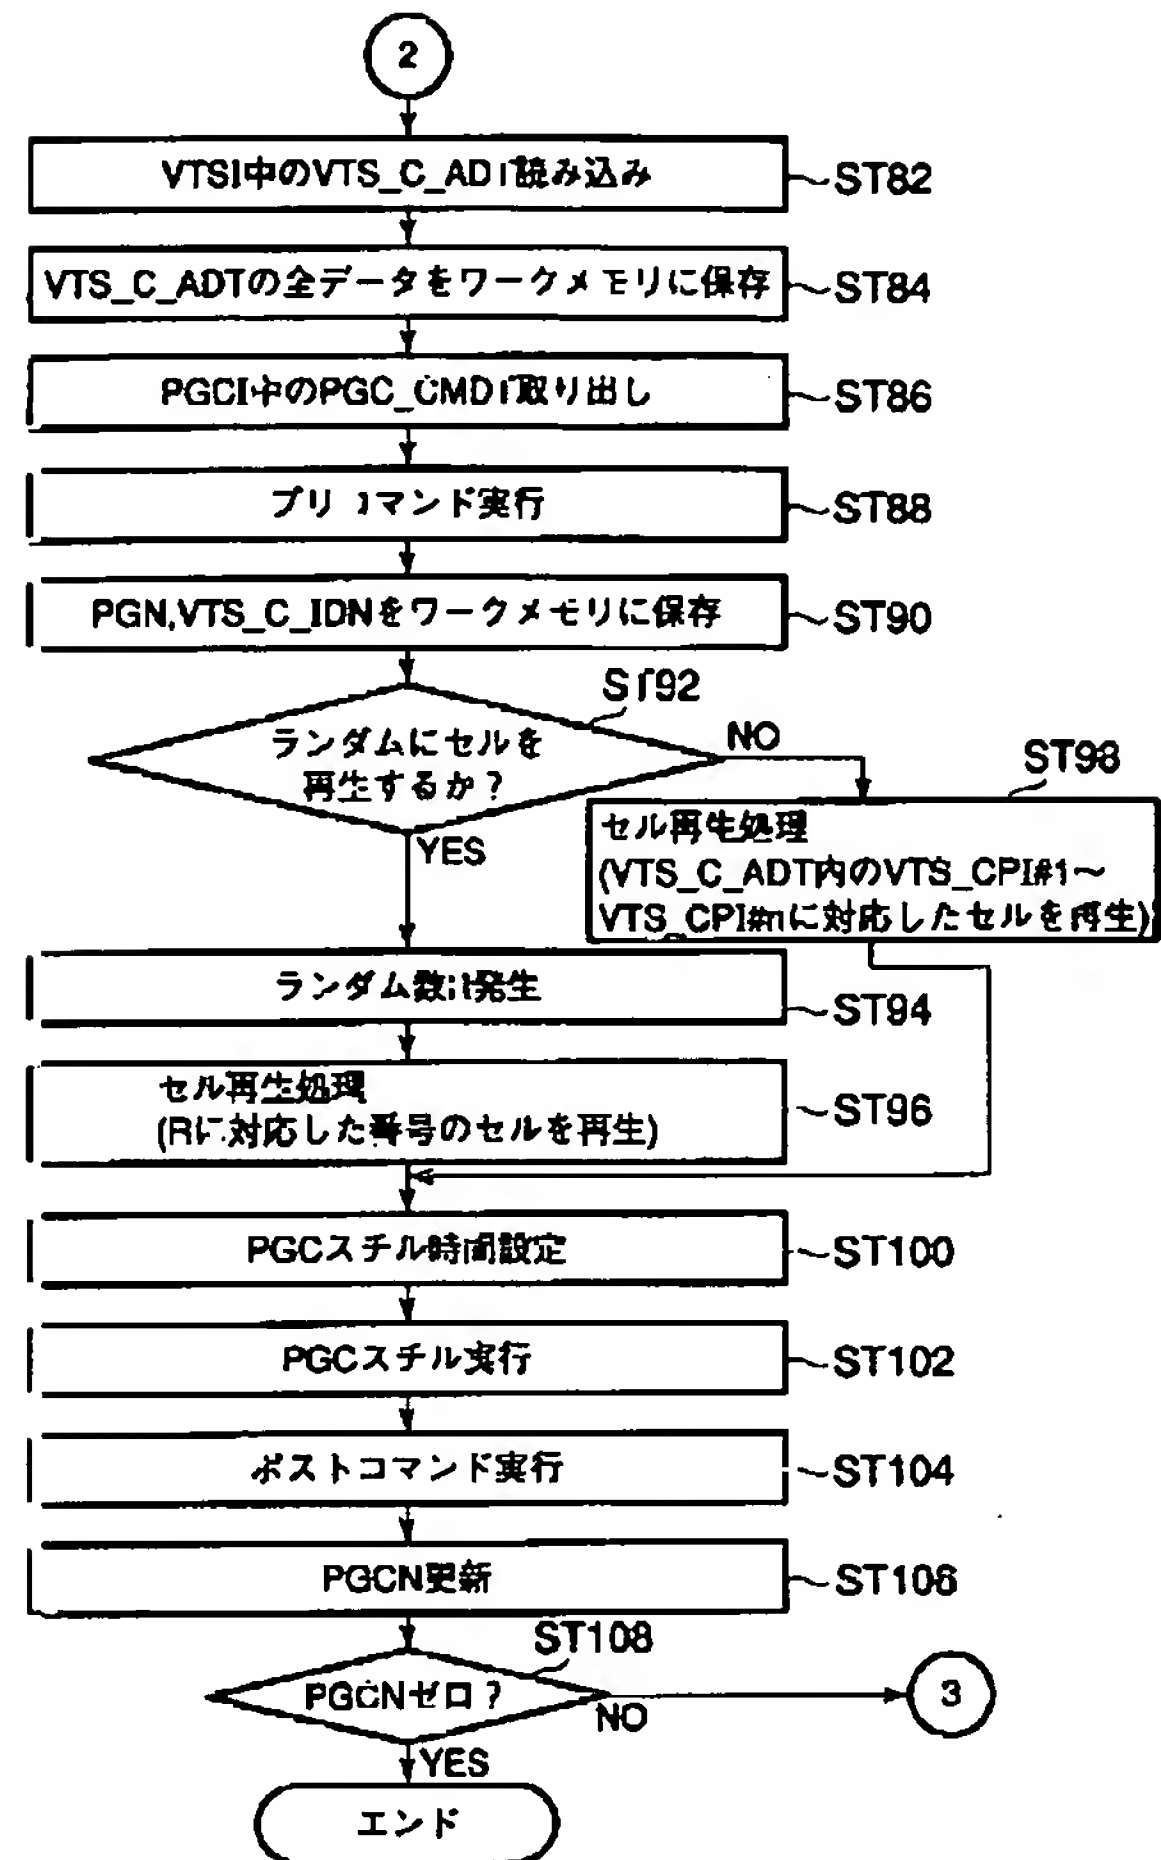 2
VTSI中のVTS_C_ADT読み込み
ST82
VTS_C_ADTの全データをワークメモリに保存
ST84
PGCI中のPGC_CMDT取り出し
ST86
プリコマンド実行
ST88
PGN,VTS_C_IDNをワークメモリに保存
ST90
ST92
ランダムにセルを
再生するか?
NO
YES
ST98
セル再生処理
(VTS_C_ADT内のVTS_CPI#1~
VTS_CPI#nに対応したセルを再生)
ランダム数R発生
ST94
セル再生処理
(Rに対応した番号のセルを再生)
ST96
PGCスチル時間設定
ST100
PGCスチル実行
ST102
ポストコマンド実行
ST104
PGCN更新
ST106
ST108
PGCNゼロ?
NO
3
YES
エンド